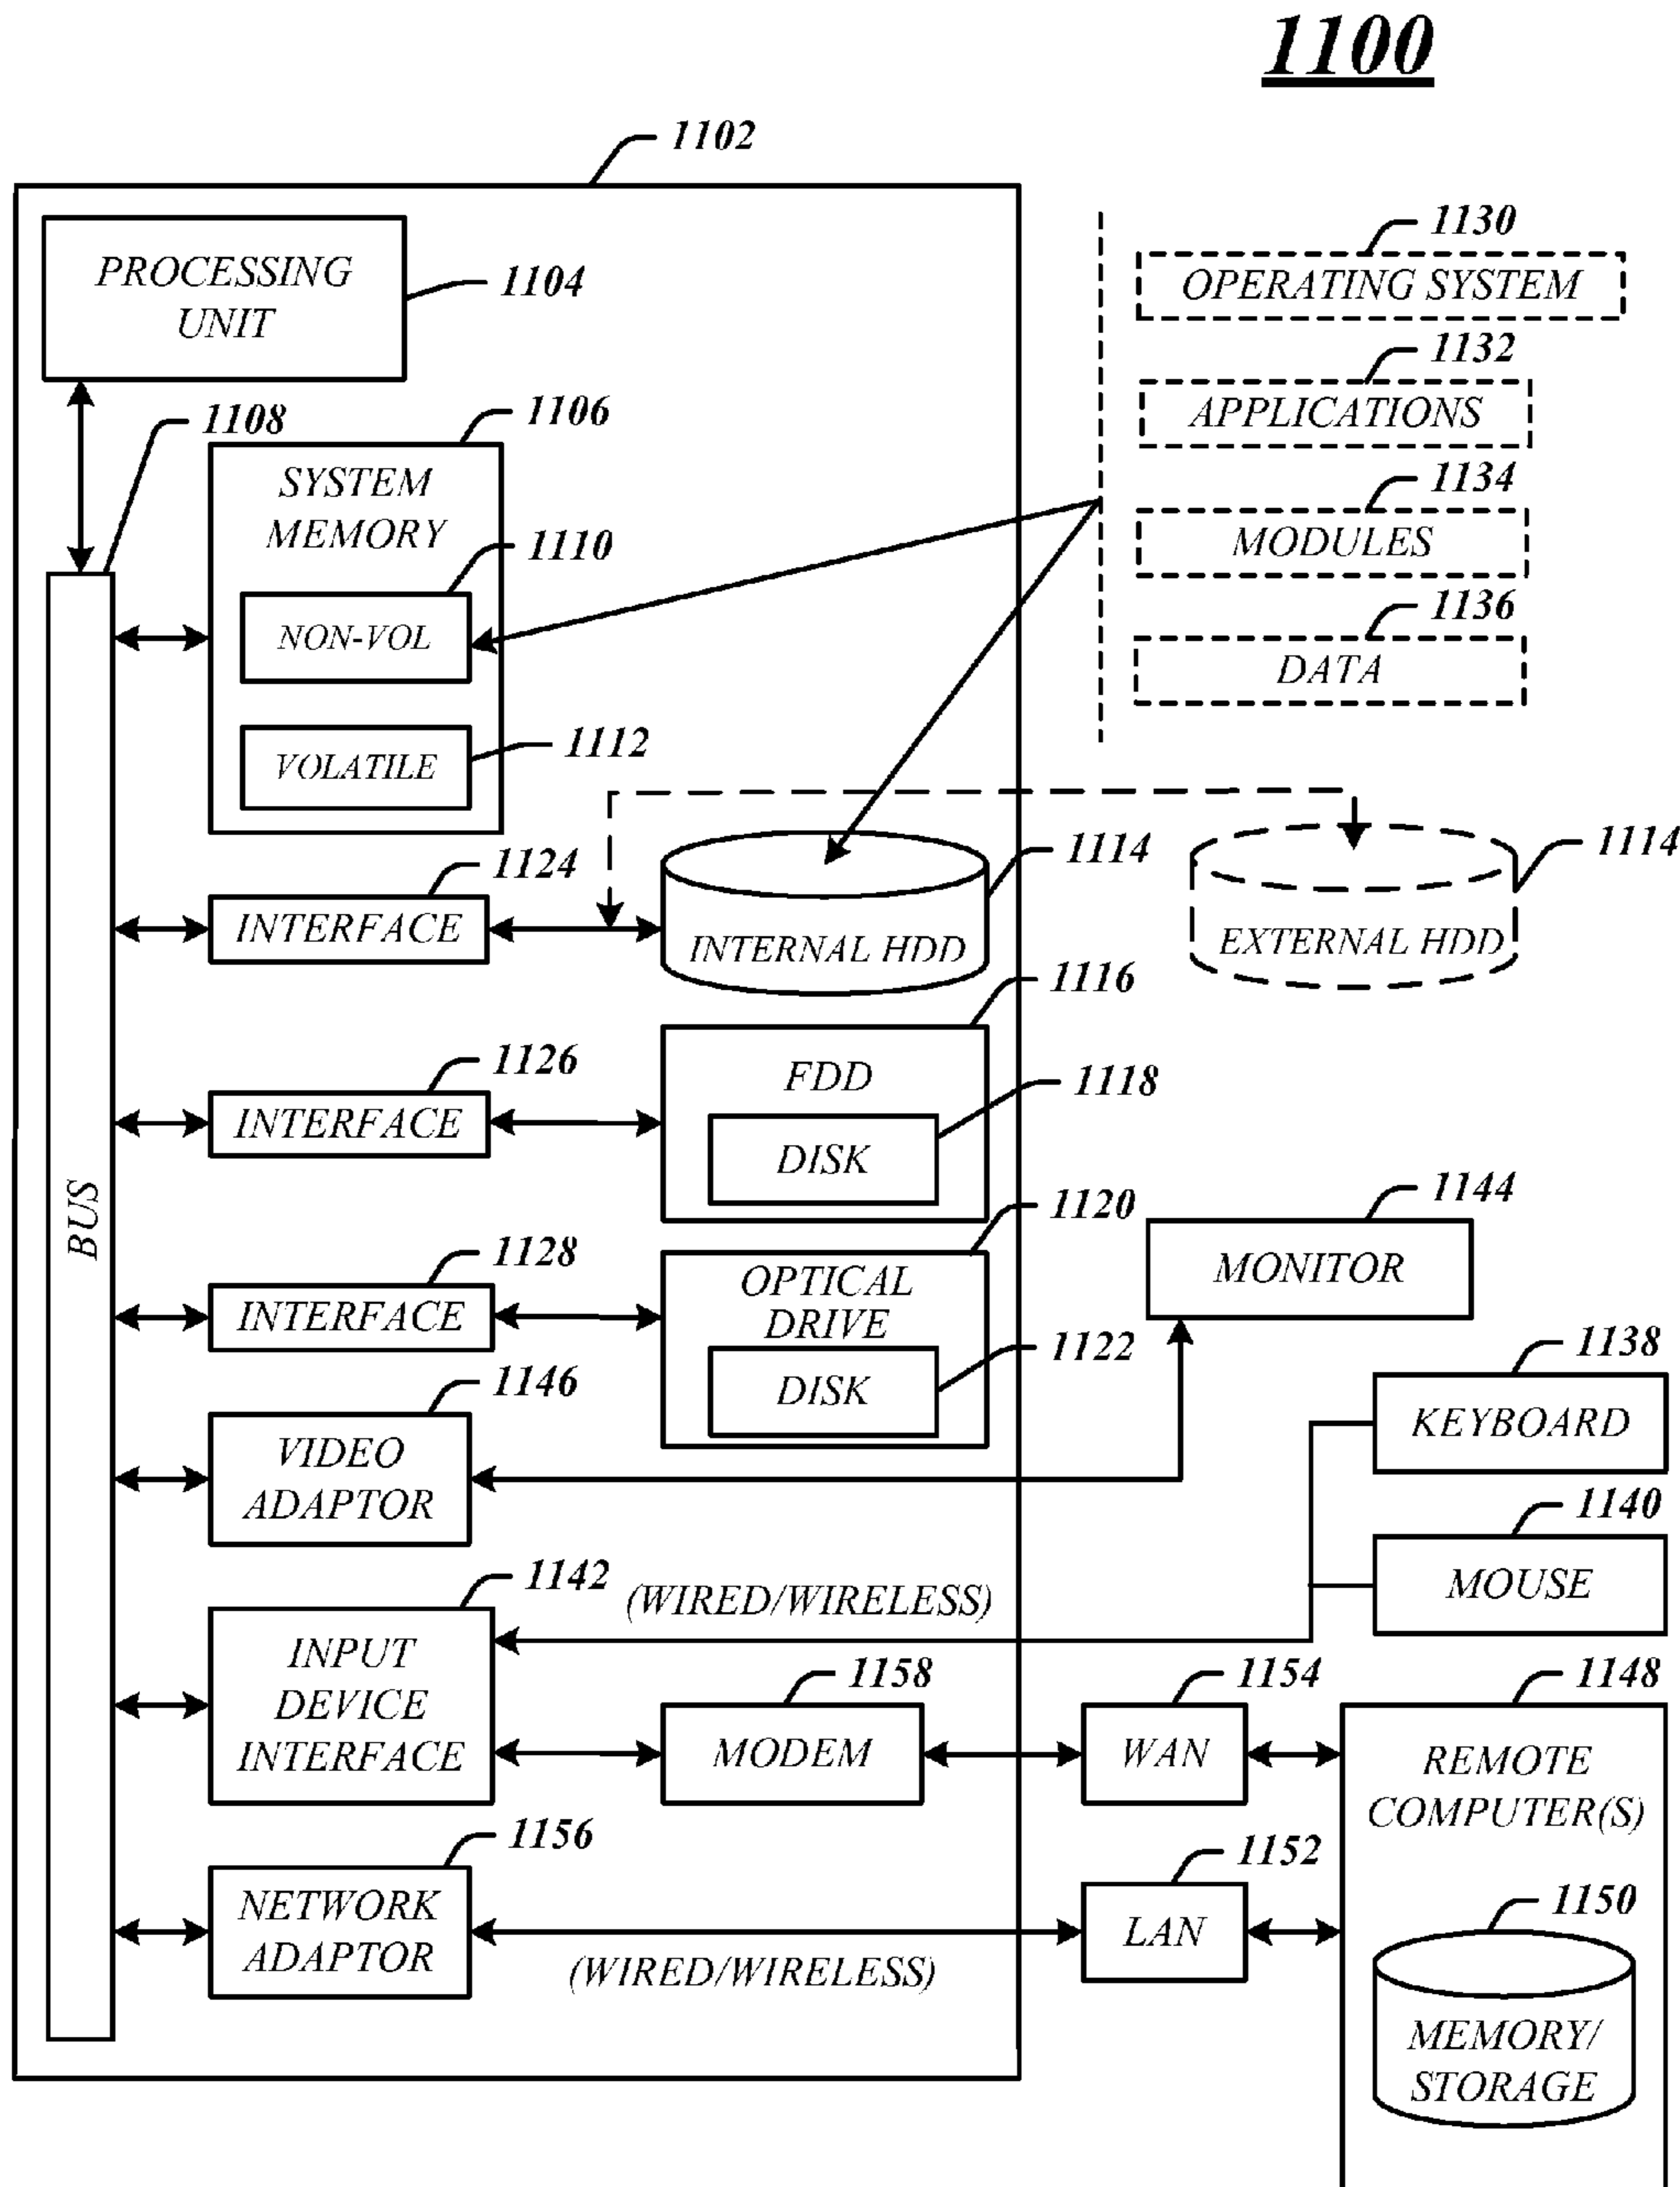 1100
1102
PROCESSING
UNIT
1104
1130
OPERATING SYSTEM
1132
APPLICATIONS
1134
MODULES
1136
DATA
1108
1106
SYSTEM
MEMORY
1110
NON-VOL
1112
VOLATILE
BUS
1124
INTERFACE
1114
INTERNAL HDD
1114
EXTERNAL HDD
1116
FDD
1118
DISK
1126
INTERFACE
1120
OPTICAL
DRIVE
1122
DISK
1128
INTERFACE
1144
MONITOR
1146
VIDEO
ADAPTOR
1138
KEYBOARD
1140
MOUSE
1142
INPUT
DEVICE
INTERFACE
(WIRED/WIRELESS)
1158
MODEM
1154
WAN
1148
REMOTE
COMPUTER(S)
1156
NETWORK
ADAPTOR
(WIRED/WIRELESS)
1152
LAN
1150
MEMORY/
STORAGE